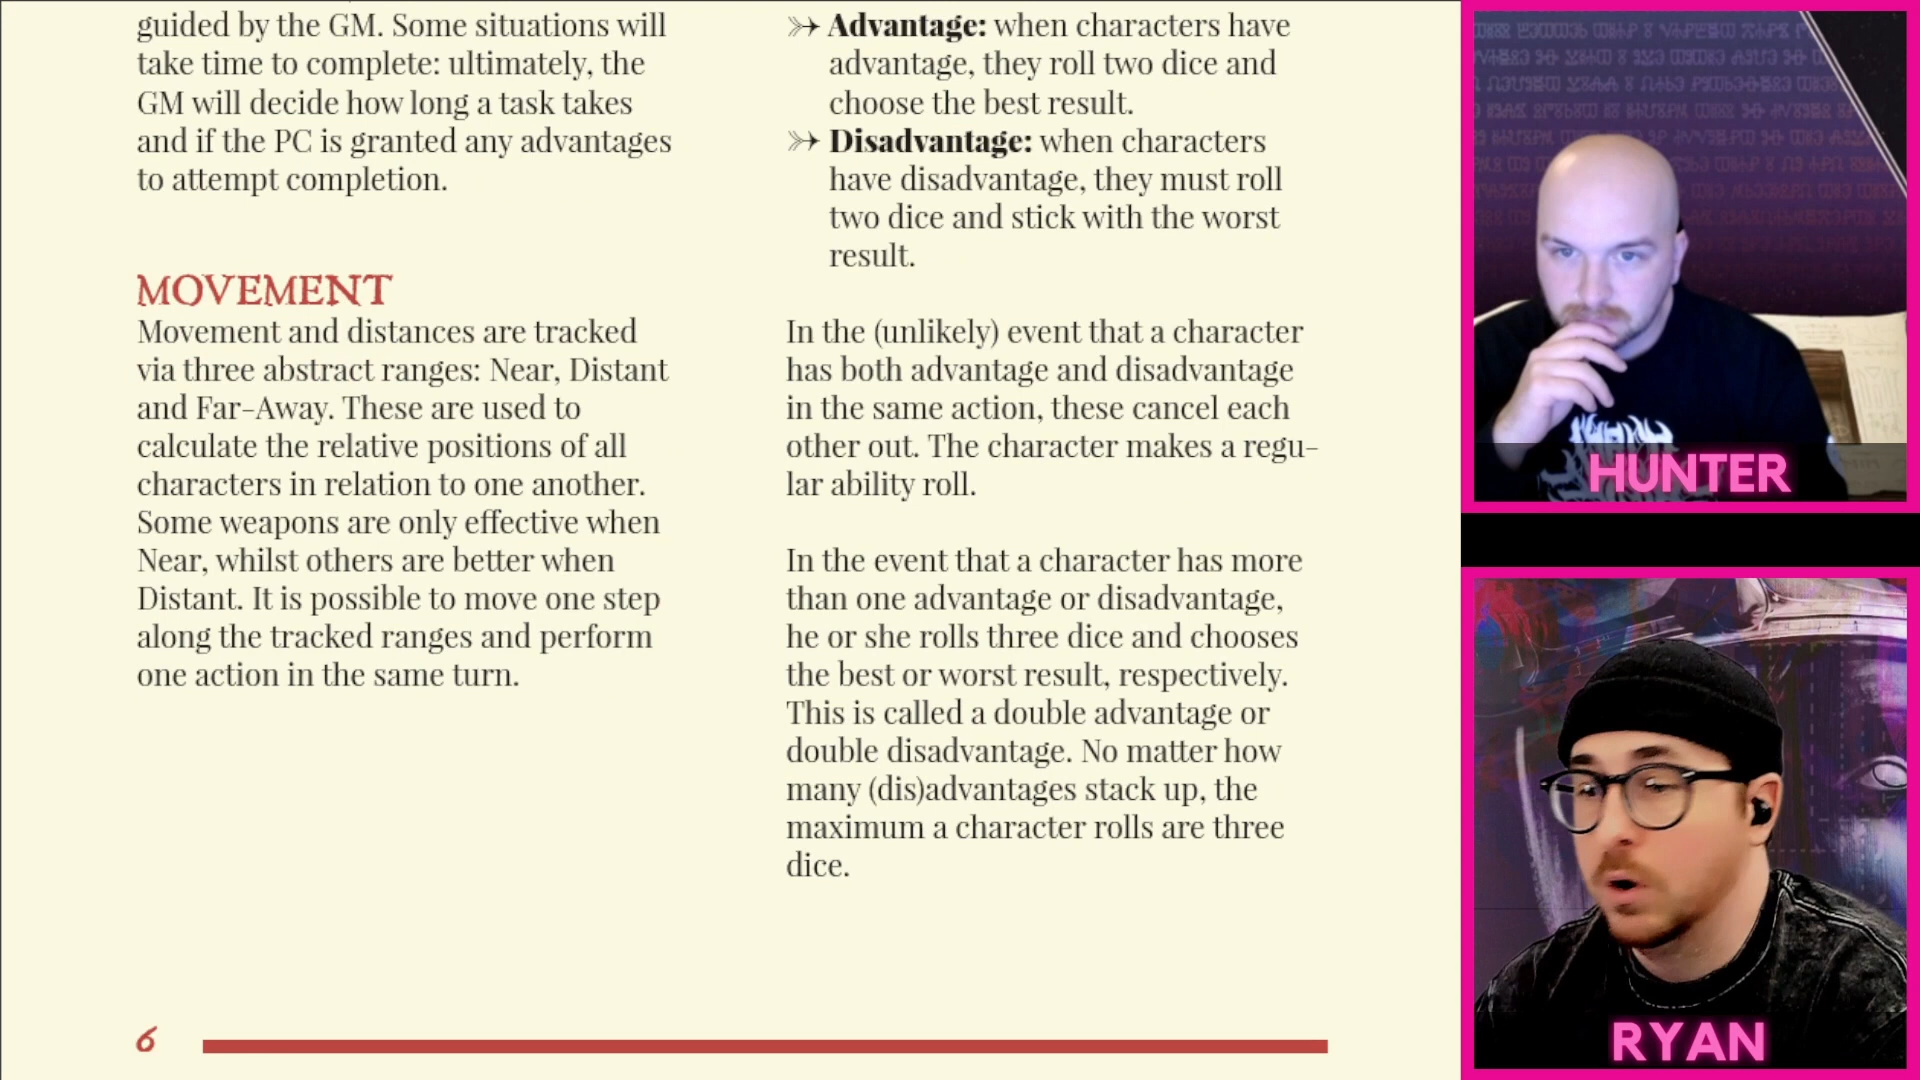 guided by the GM. Some situations will
take time to complete: ultimately, the
GM will decide how long a task takes
and if the PC is granted any advantages
to attempt completion.
MOVEMENT
Movement and distances are tracked
via three abstract ranges: Near, Distant
and Far-Away. These are used to
calculate the relative positions of all
characters in relation to one another.
Some weapons are only effective when
Near, whilst others are better when
Distant. It is possible to move one step
along the tracked ranges and perform
one action in the same turn.
Advantage: when characters have
advantage, they roll two dice and
choose the best result.
Disadvantage: when characters
have disadvantage, they must roll
two dice and stick with the worst
result.
In the (unlikely) event that a character
has both advantage and disadvantage
in the same action, these cancel each
other out. The character makes a regu-
lar ability roll.
In the event that a character has more
than one advantage or disadvantage,
he or she rolls three dice and chooses
the best or worst result, respectively.
This is called a double advantage or
double disadvantage. No matter how
many (dis)advantages stack up, the
maximum a character rolls are three
dice.
6
HUNTER
RYAN